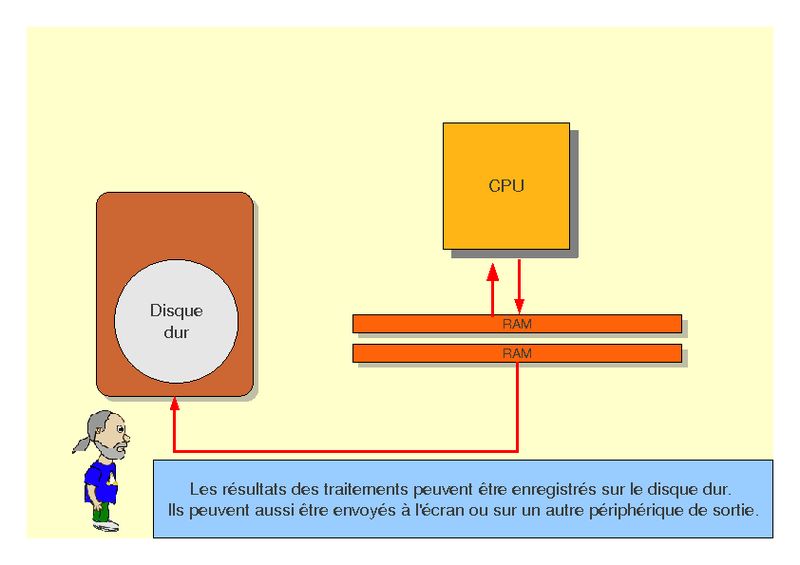 CPU
Disque
dur
RAM
RAM
Les résultats des traitements peuvent être enregistrés sur le disque dur.
Ils peuvent aussi être envoyés à l'écran ou sur un autre périphérique de sortie.